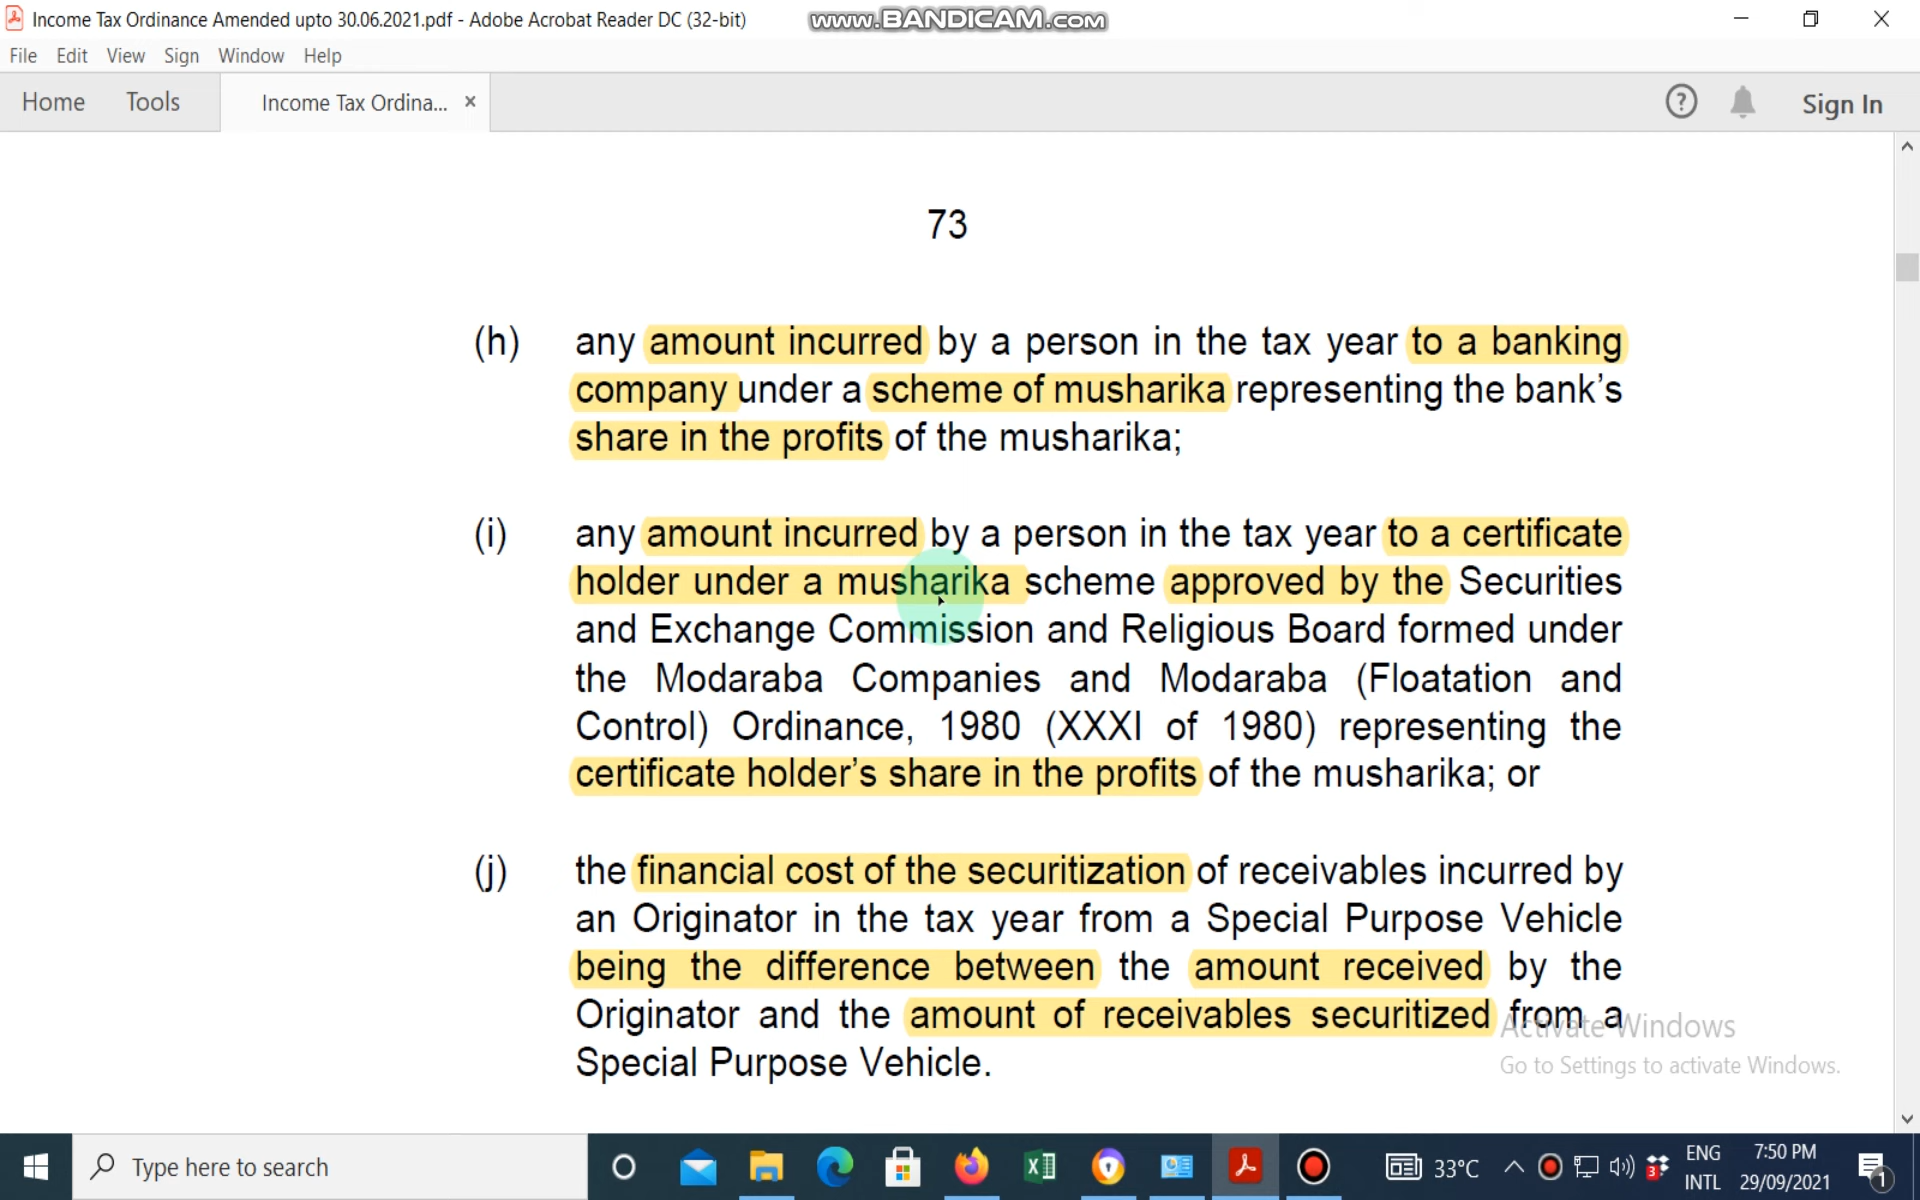 Income Tax Ordinance Amended upto 30.06.2021.pdf - Adobe Acrobat Reader DC (32-bit)
www.BANDICAM.com
File Edit View Sign Window Help
Home Tools Income Tax Ordina... × ? Sign In
73
(h) any amount incurred by a person in the tax year to a banking
company under a scheme of musharika representing the bank's
share in the profits of the musharika;
(i) any amount incurred by a person in the tax year to a certificate
holder under a musharika scheme approved by the Securities
and Exchange Commission and Religious Board formed under
the Modaraba Companies and Modaraba (Floatation and
Control) Ordinance, 1980 (XXXI of 1980) representing the
certificate holder's share in the profits of the musharika; or
(j) the financial cost of the securitization of receivables incurred by
an Originator in the tax year from a Special Purpose Vehicle
being the difference between the amount received by the
Originator and the amount of receivables securitized from a
Special Purpose Vehicle.
Activate Windows
Go to Settings to activate Windows.
Type here to search
33°C
3
ENG
INTL
7:50 PM
29/09/2021
1